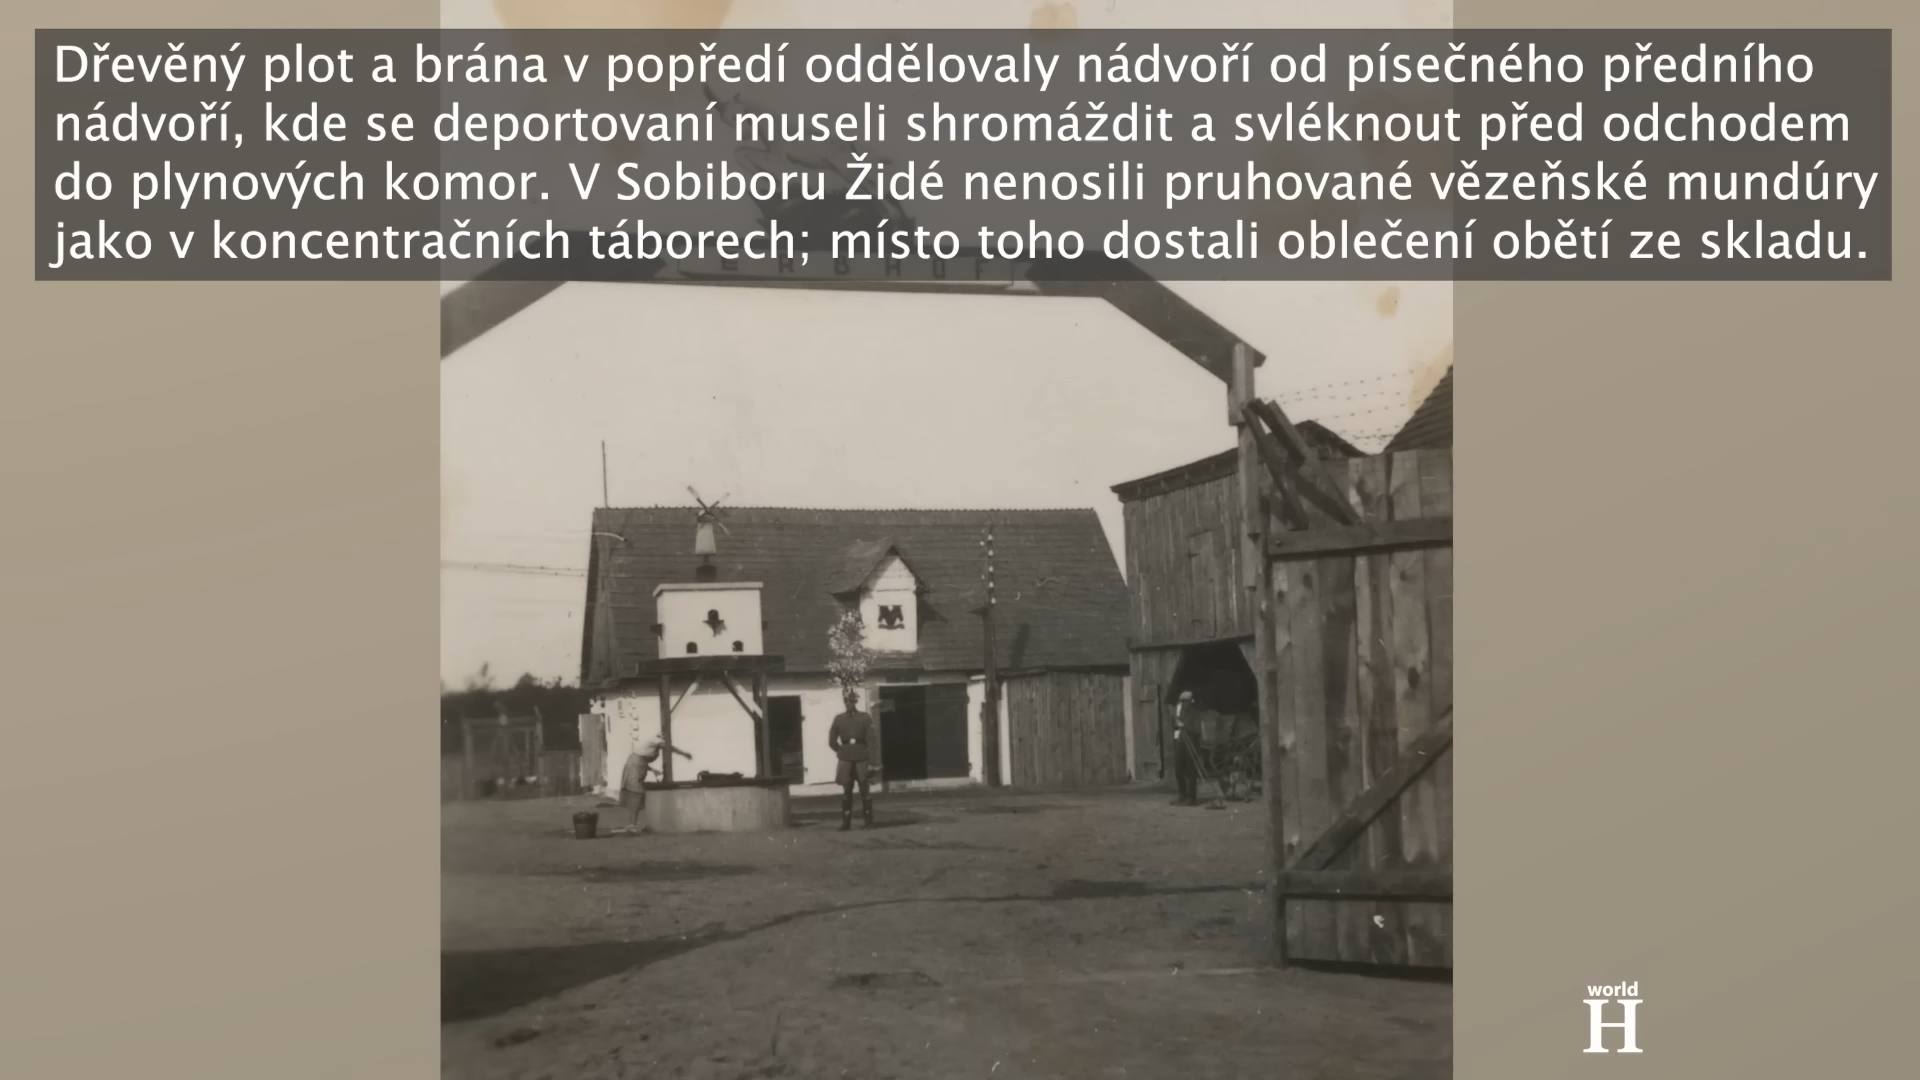 Dřevěný plot a brána v popředí oddělovaly nádvoří od písečného předního
nádvoří, kde se deportovaní museli shromáždit a svléknout před odchodem
do plynových komor. V Sobiboru Židé nenosili pruhované vězeňské mundúry
jako v koncentračních táborech; místo toho dostali oblečení obětí ze skladu.
ERBHOF
world
H